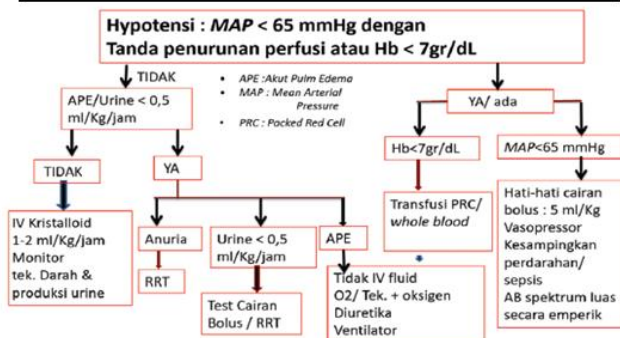 Hypotensi : MAP < 65 mmHg dengan
Tanda penurunan perfusi atau Hb < 7gr/dL
TIDAK
• APE :Akut Pulm Edema
• MAP : Mean Arterial
Pressure
• PRC : Packed Red Cell
APE/Urine < 0,5
ml/Kg/jam
YA/ ada
TIDAK
YA
Hb<7gr/dL
MAP<65 mmHg
IV Kristalloid
1-2 ml/Kg/jam
Monitor
tek. Darah &
produksi urine
Anuria
Urine < 0,5
ml/Kg/jam
APE
Transfusi PRC/
whole blood
Hati-hati cairan
bolus : 5 ml/Kg
Vasopressor
Kesampingkan
perdarahan/
sepsis
AB spektrum luas
secara emperik
RRT
Test Cairan
Bolus / RRT
Tidak IV fluid
O2/ Tek. + oksigen
Diuretika
Ventilator